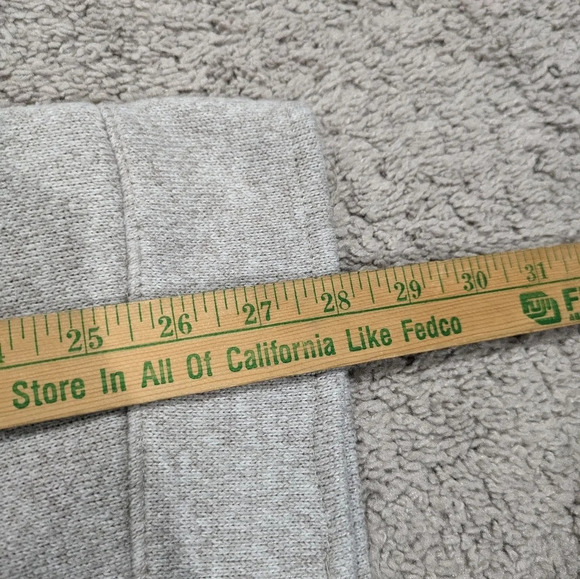 25 26 27 28 29 30 31
Store In All Of California Like Fedco